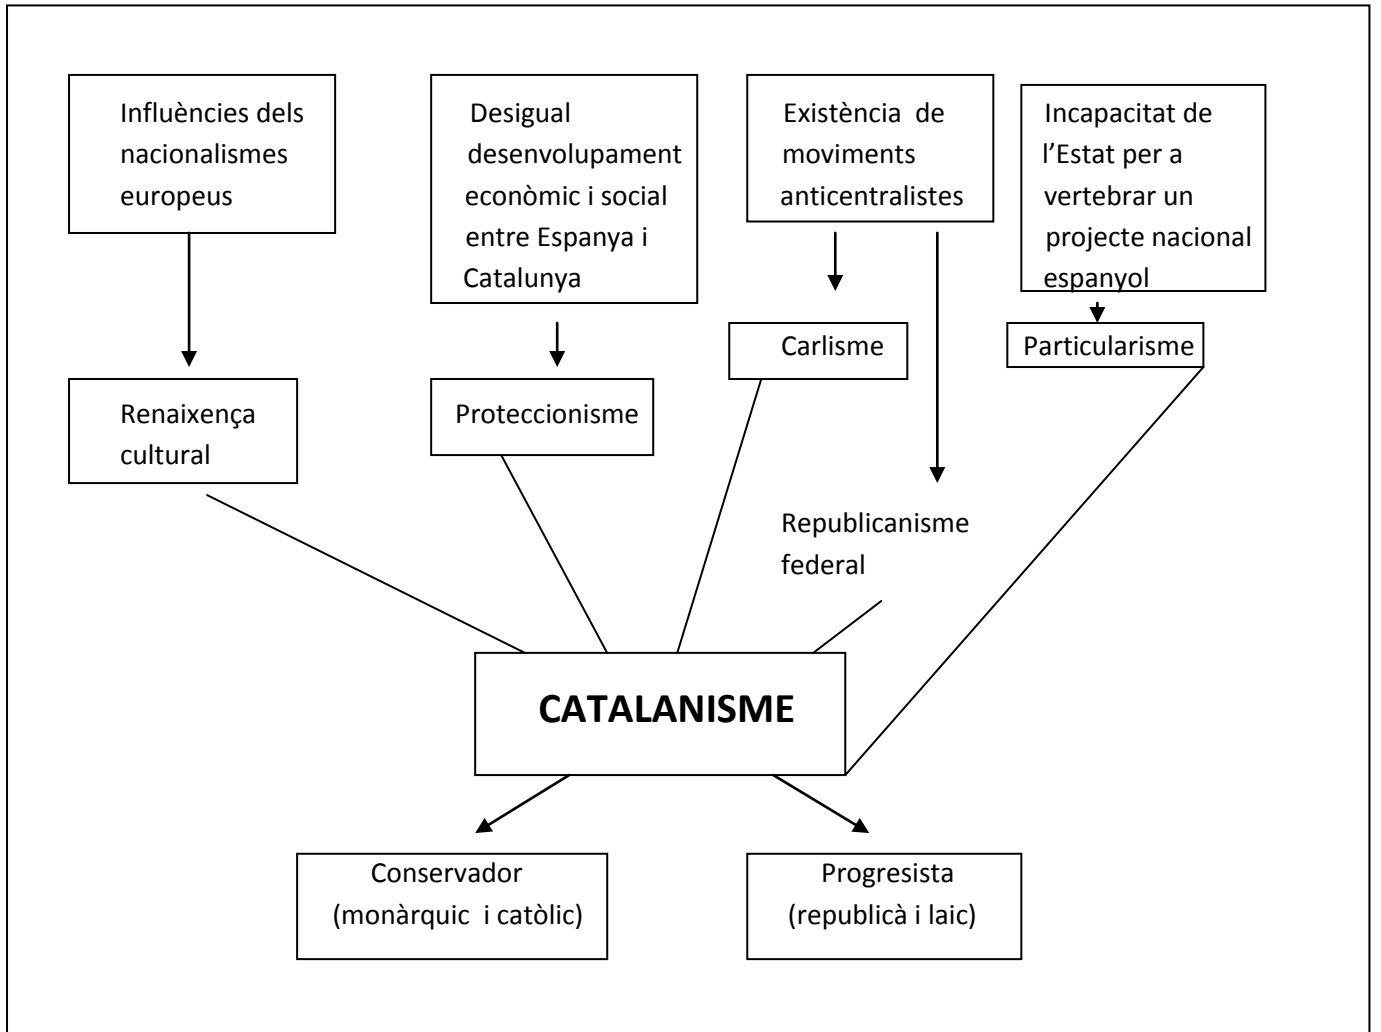 Influències dels
nacionalismes
europeus
Desigual
desenvolupament
econòmic i social
entre Espanya i
Catalunya
Existència de
moviments
anticentralistes
Incapacitat de
l’Estat per a
vertebrar un
projecte nacional
espanyol
Carlisme
Particularisme
Renaixença
cultural
Proteccionisme
Republicanisme
federal
CATALANISME
Conservador
(monàrquic i catòlic)
Progresista
(republicà i laic)